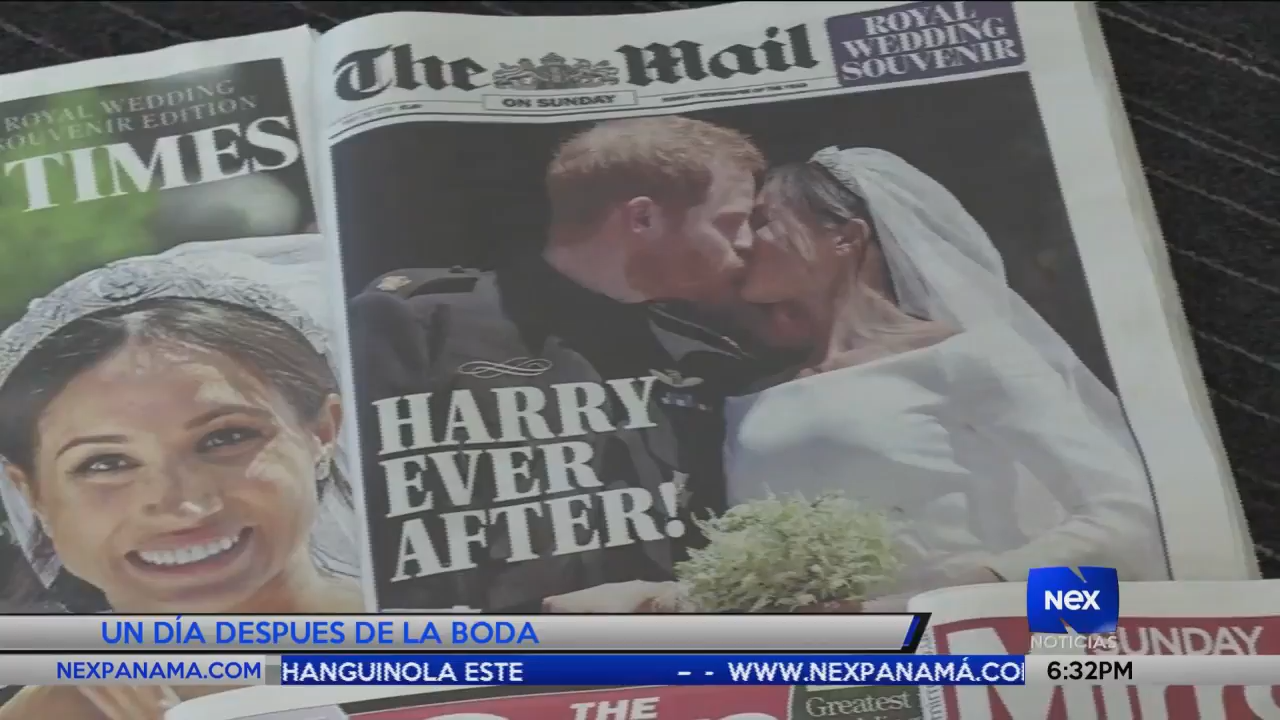 ROYAL WEDDING
SOUVENIR EDITION
TIMES
The Mail
ON SUNDAY
ROYAL
WEDDING
SOUVENIR
HARRY
EVER
AFTER!
UN DÍA DESPUES DE LA BODA
NEX
NOTICIAS
NEXPANAMA.COM
HANGUINOLA ESTE
-- WWW.NEXPANAMÁ.CO
6:32PM
SUNDAY
THE
Greatest